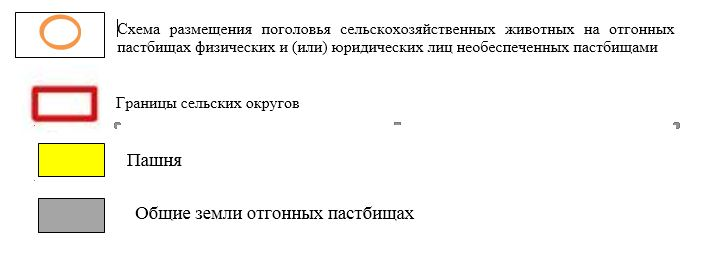 Схема размещения поголовья сельскохозяйственных животных на отгонных
пастбищах физических и (или) юридических лиц необеспеченных пастбищами
Границы сельских округов
Пашня
Общие земли отгонных пастбищах